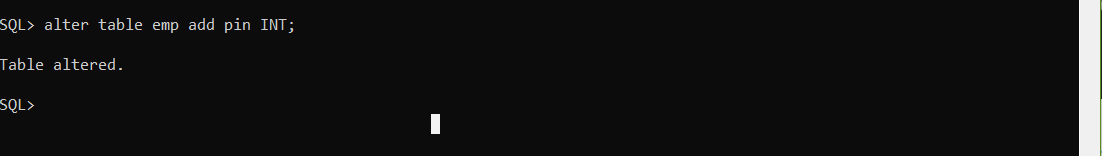 SQL> alter table emp add pin INT;
Table altered.
SQL>